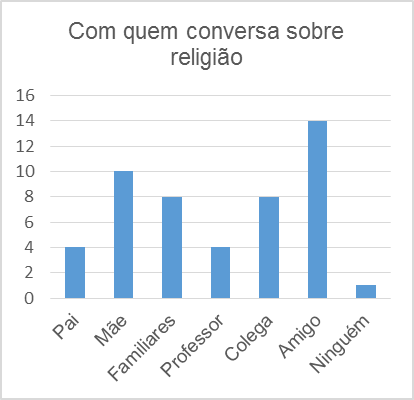 Com quem conversa sobre
religião
16
14
12
10
8
6
4
2
0
Pai
Mãe
Familiares
Professor
Colega
Amigo
Ninguém